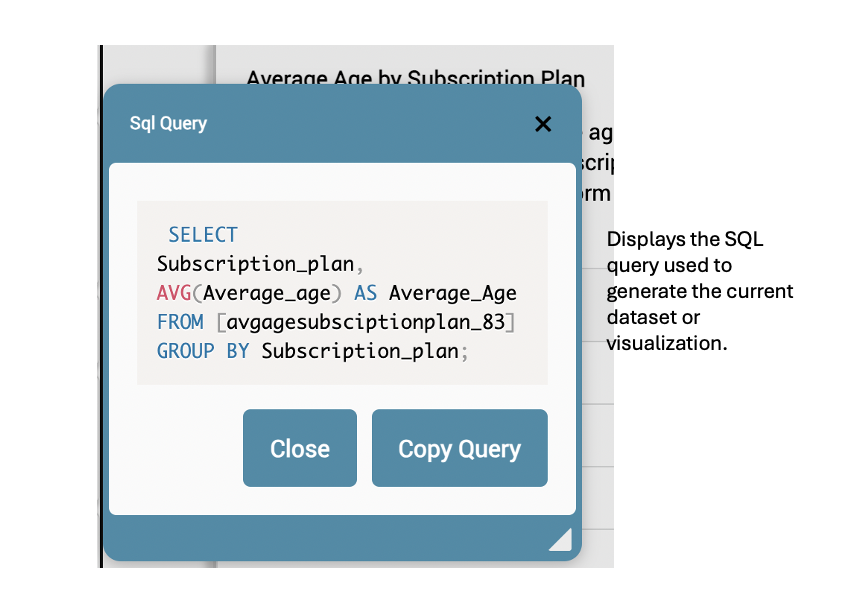 Average Age by Subscription Plan
Sql Query
ag
scrip
orm
SELECT
Subscription_plan,
AVG(Average_age) AS Average_Age
FROM [avgagesubsciptionplan_83]
GROUP BY Subscription_plan;
Close
Copy Query
Displays the SQL
query used to
generate the current
dataset or
visualization.